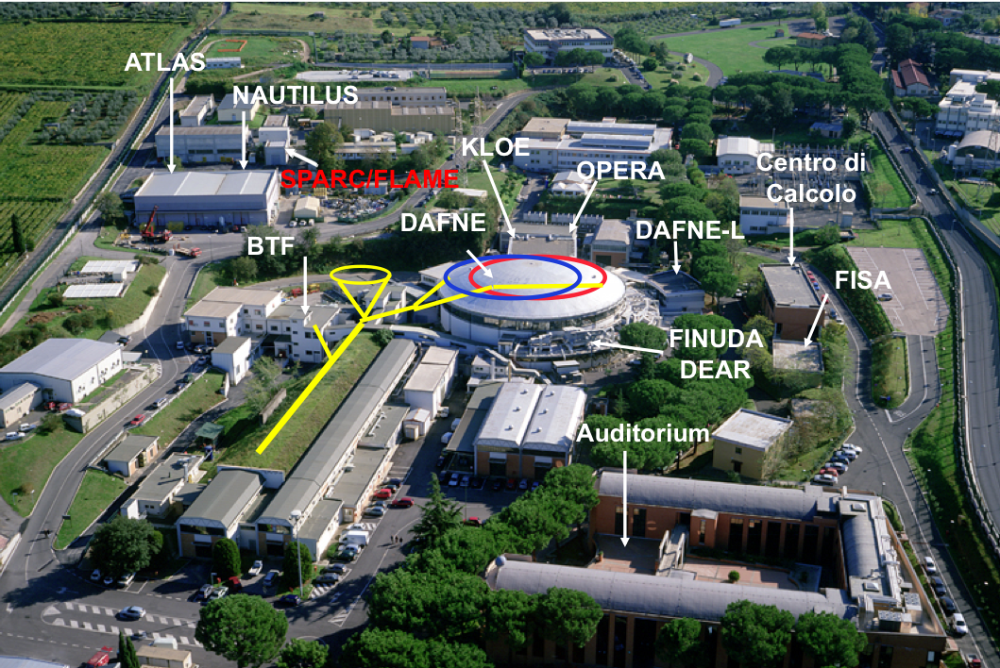 ATLAS
NAUTILUS
SPARC/FLAME
KLOE
OPERA
Centro di
Calcolo
DAFNE
DAFNE-L
BTF
FISA
FINUDA
DEAR
Auditorium